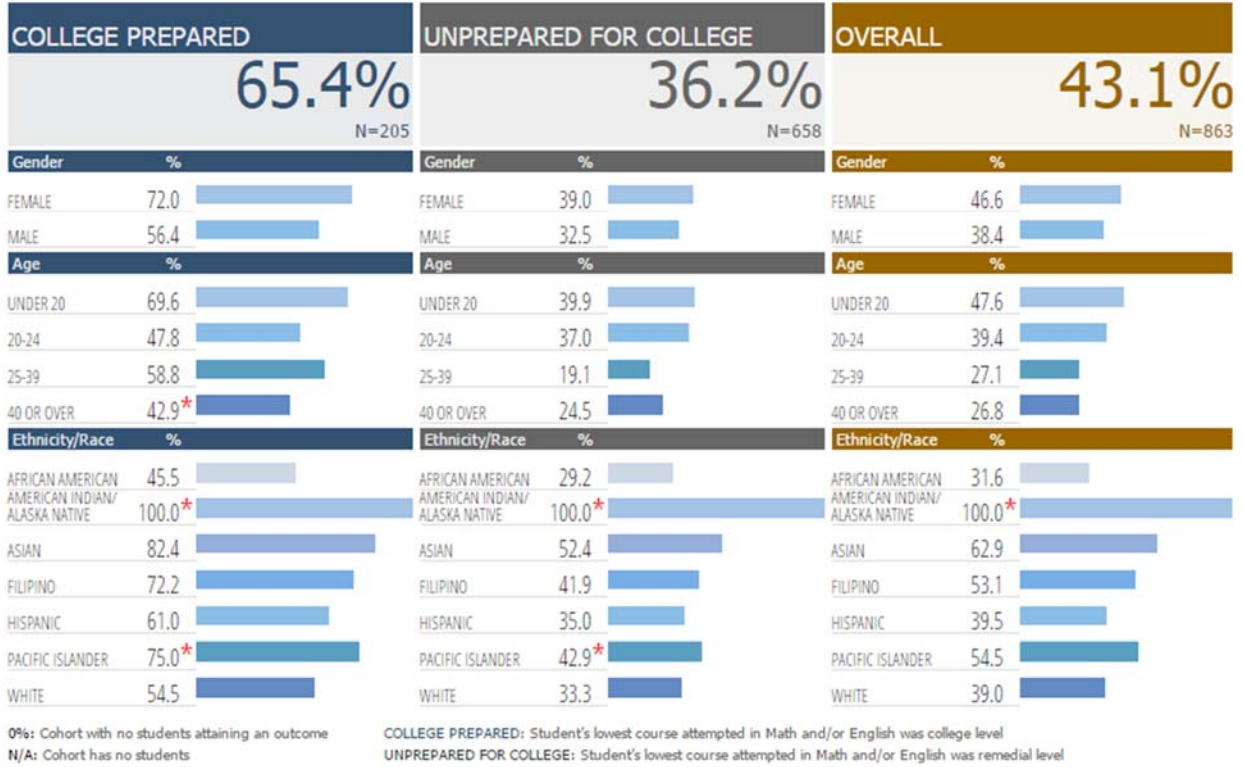 COLLEGE PREPARED
65.4%
N=205
Gender %
FEMALE 72.0
MALE 56.4
Age %
UNDER 20 69.6
20-24 47.8
25-39 58.8
40 OR OVER 42.9*
Ethnicity/Race %
AFRICAN AMERICAN 45.5
AMERICAN INDIAN/
ALASKA NATIVE 100.0*
ASIAN 82.4
FILIPINO 72.2
HISPANIC 61.0
PACIFIC ISLANDER 75.0*
WHITE 54.5
UNPREPARED FOR COLLEGE
36.2%
N=658
Gender %
FEMALE 39.0
MALE 32.5
Age %
UNDER 20 39.9
20-24 37.0
25-39 19.1
40 OR OVER 24.5
Ethnicity/Race %
AFRICAN AMERICAN 29.2
AMERICAN INDIAN/
ALASKA NATIVE 100.0*
ASIAN 52.4
FILIPINO 41.9
HISPANIC 35.0
PACIFIC ISLANDER 42.9*
WHITE 33.3
OVERALL
43.1%
N=863
Gender %
FEMALE 46.6
MALE 38.4
Age %
UNDER 20 47.6
20-24 39.4
25-39 27.1
40 OR OVER 26.8
Ethnicity/Race %
AFRICAN AMERICAN 31.6
AMERICAN INDIAN/
ALASKA NATIVE 100.0*
ASIAN 62.9
FILIPINO 53.1
HISPANIC 39.5
PACIFIC ISLANDER 54.5
WHITE 39.0
0%: Cohort with no students attaining an outcome
N/A: Cohort has no students
COLLEGE PREPARED: Student's lowest course attempted in Math and/or English was college level
UNPREPARED FOR COLLEGE: Student's lowest course attempted in Math and/or English was remedial level